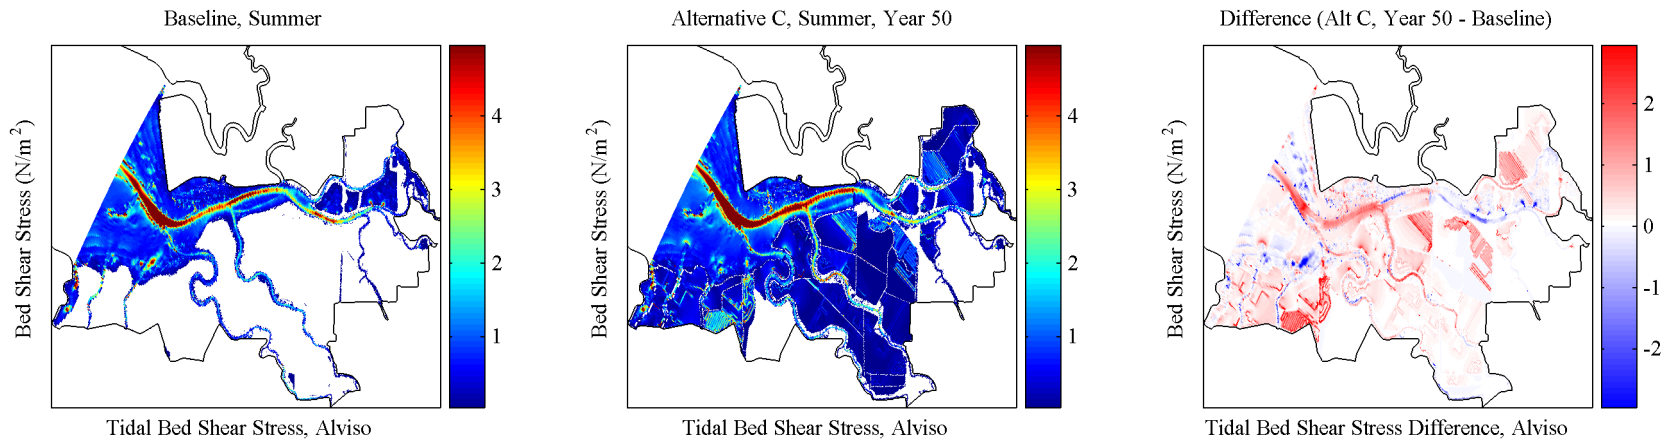 Baseline, Summer
Bed Shear Stress (N/m²)
4
3
2
1
Tidal Bed Shear Stress, Alviso
Alternative C, Summer, Year 50
Bed Shear Stress (N/m²)
4
3
2
1
Tidal Bed Shear Stress, Alviso
Difference (Alt C, Year 50 - Baseline)
Bed Shear Stress (N/m²)
2
1
0
-1
-2
Tidal Bed Shear Stress Difference, Alviso